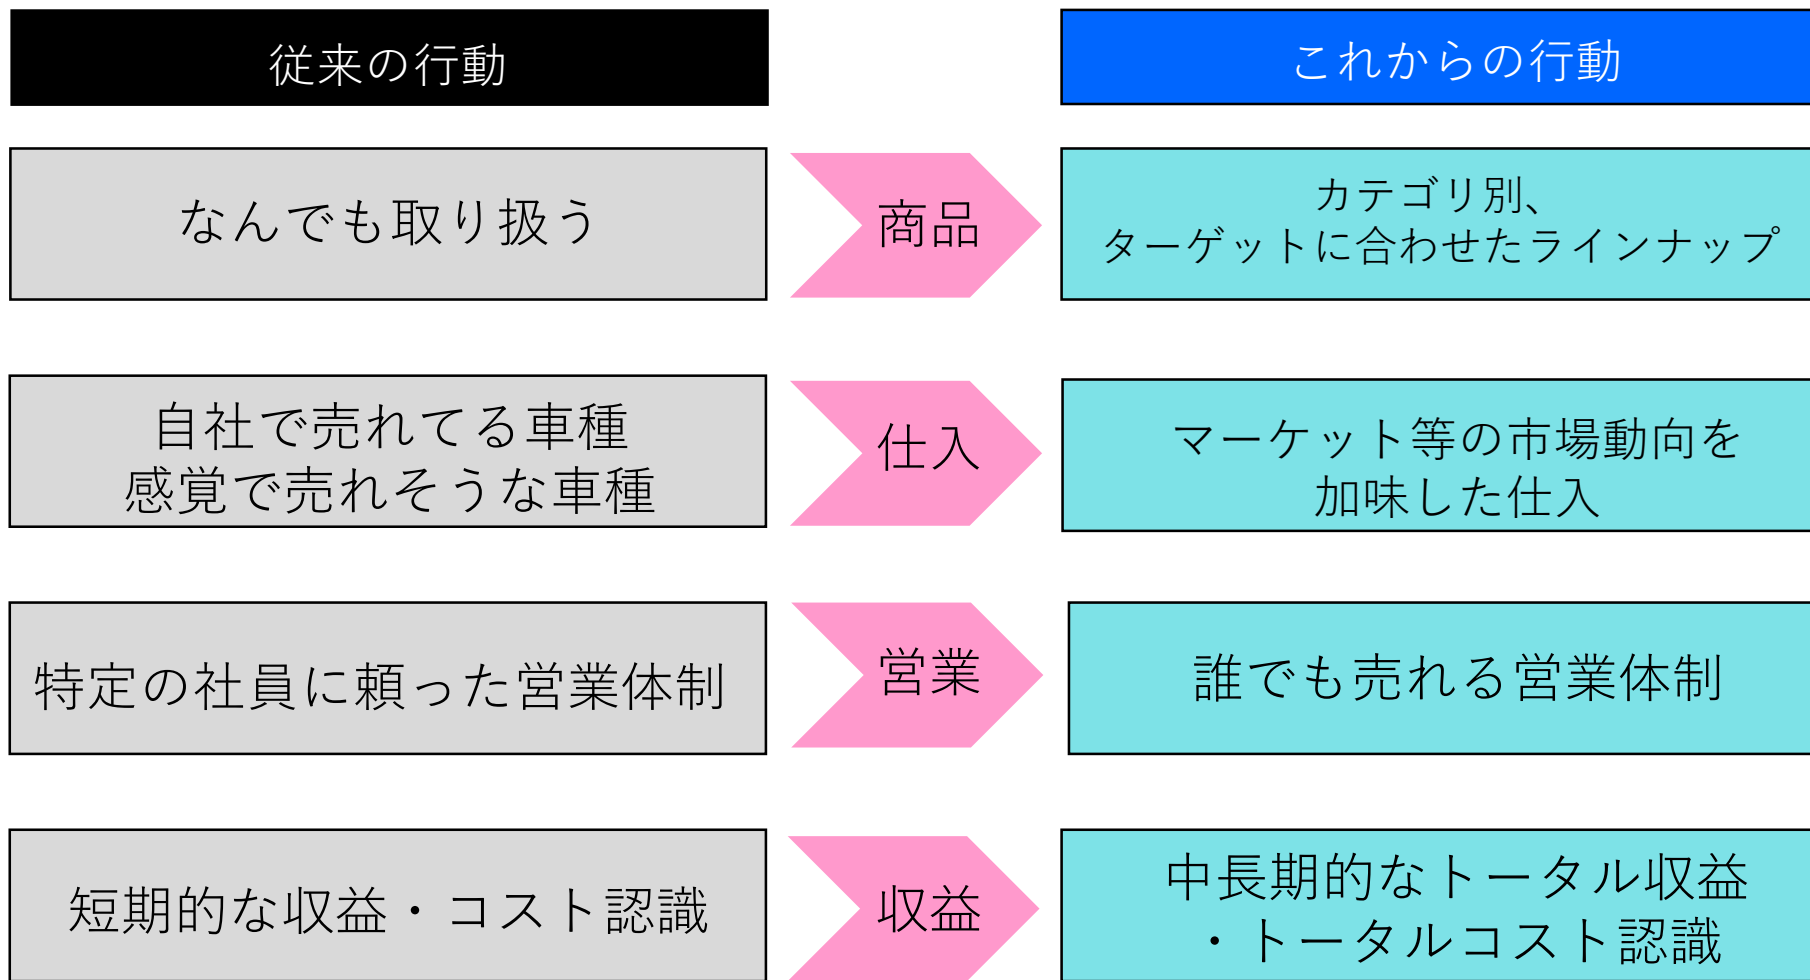 従来の行動
これからの行動
なんでも取り扱う
商品
カテゴリ別、
ターゲットに合わせたラインナップ
自社で売れてる車種
感覚で売れそうな車種
仕入
マーケット等の市場動向を
加味した仕入
特定の社員に頼った営業体制
営業
誰でも売れる営業体制
短期的な収益・コスト認識
収益
中長期的なトータル収益
・トータルコスト認識